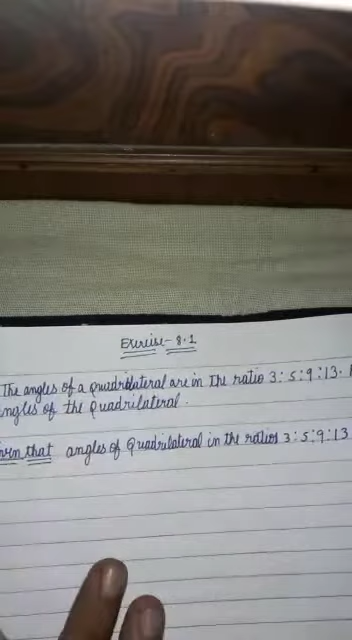 Exercise - 8.1
The angles of a quadrilateral are in the ratio 3:5:9:13.
angles of the Quadrilateral.
that angles of Quadrilateral in the ratios 3:5:9:13